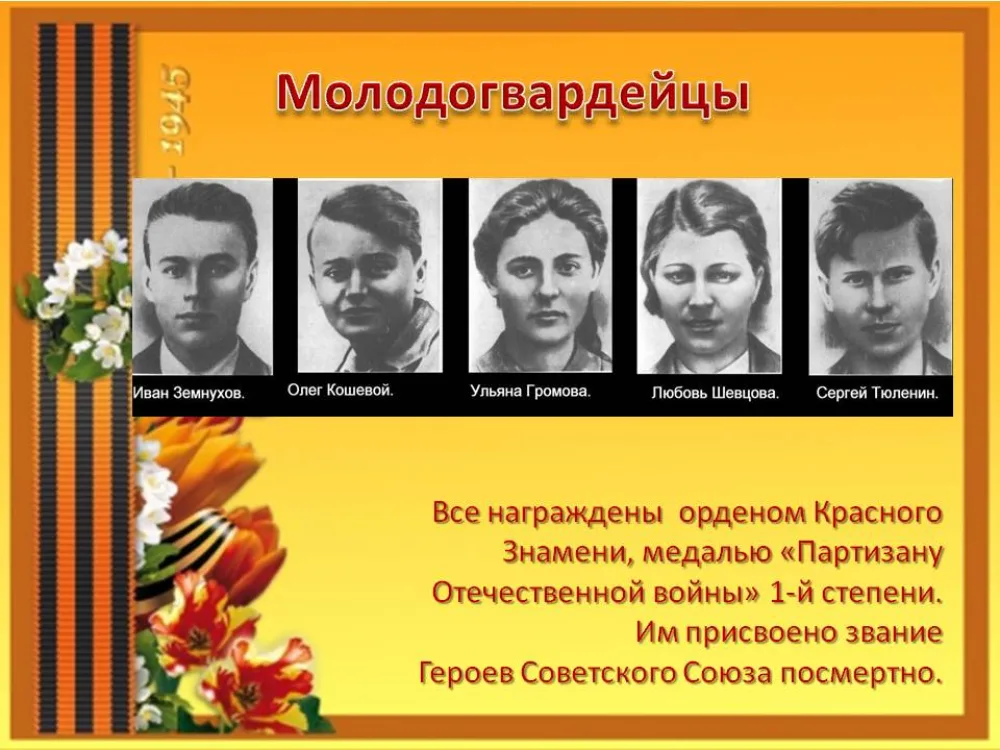 Молодогвардейцы
- 1945
Иван Земнухов.
Олег Кошевой.
Ульяна Громова.
Любовь Шевцова.
Сергей Тюленин.
Все награждены орденом Красного
Знамени, медалью «Партизану
Отечественной войны» 1-й степени.
Им присвоено звание
Героев Советского Союза посмертно.